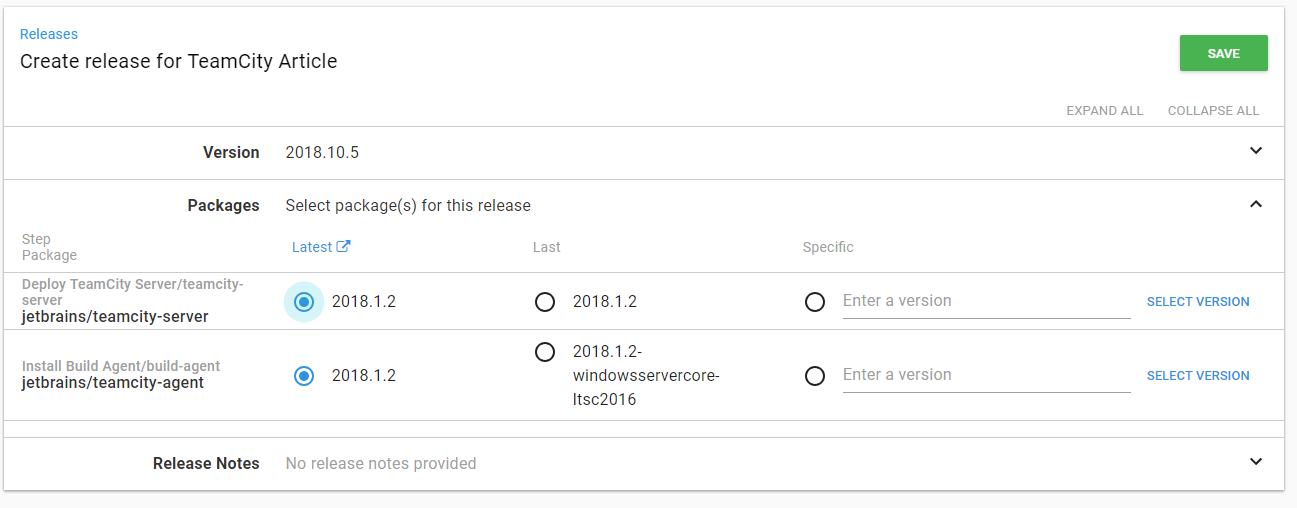 Releases
Create release for TeamCity Article
SAVE
EXPAND ALL COLLAPSE ALL
Version 2018.10.5
Packages Select package(s) for this release
Step
Package
Latest Last Specific
Deploy TeamCity Server/teamcity-
server
jetbrains/teamcity-server
2018.1.2 2018.1.2 Enter a version SELECT VERSION
Install Build Agent/build-agent
jetbrains/teamcity-agent
2018.1.2
2018.1.2-
windowsservercore-
ltsc2016
Enter a version SELECT VERSION
Release Notes No release notes provided